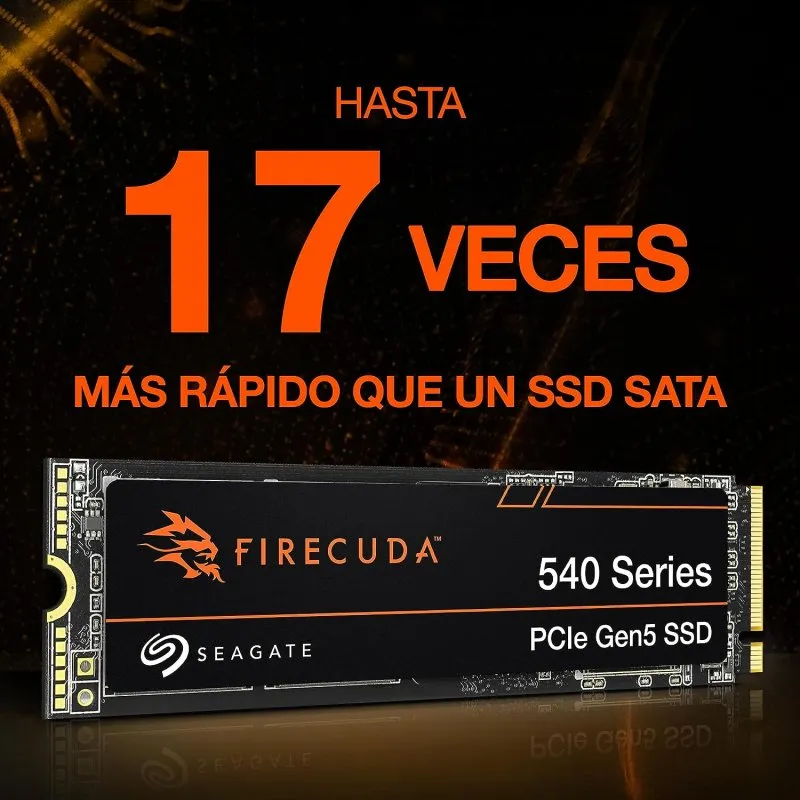 HASTA
17 VECES
MÁS RÁPIDO QUE UN SSD SATA
FIRECUDA™
540 Series
SEAGATE
PCIe Gen5 SSD